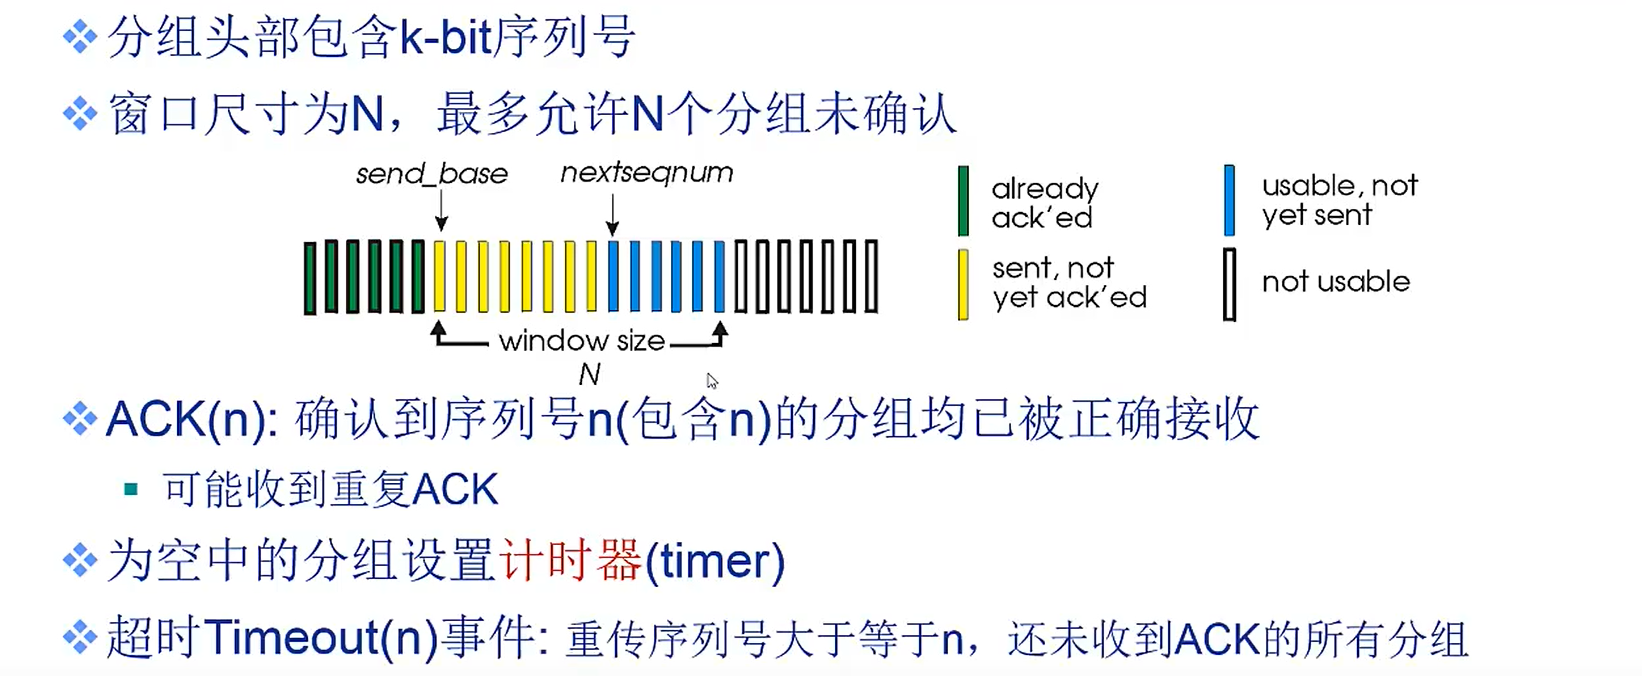 分组头部包含k-bit序列号
窗口尺寸为N，最多允许N个分组未确认
send_base nextseqnum
already
ack'ed
usable, not
yet sent
sent, not
yet ack'ed
not usable
window size
N
ACK(n): 确认到序列号n(包含n)的分组均已被正确接收
可能收到重复ACK
为空中的分组设置计时器(timer)
超时Timeout(n)事件: 重传序列号大于等于n，还未收到ACK的所有分组